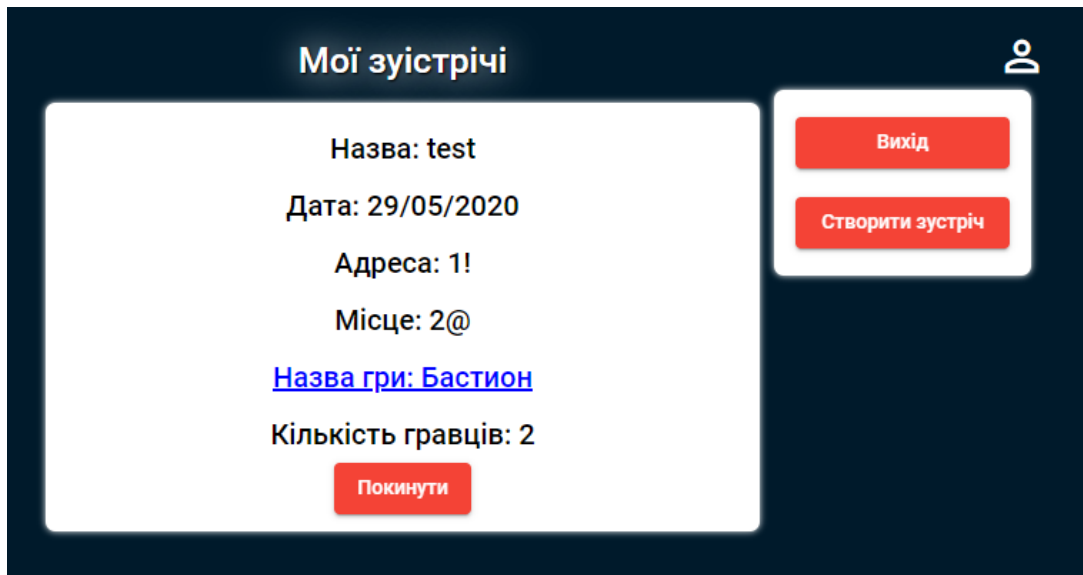 Мої зуістрічі
Назва: test
Дата: 29/05/2020
Адреса: 1!
Місце: 2@
Назва гри: Бастион
Кількість гравців: 2
Покинути
Вихід
Створити зустріч